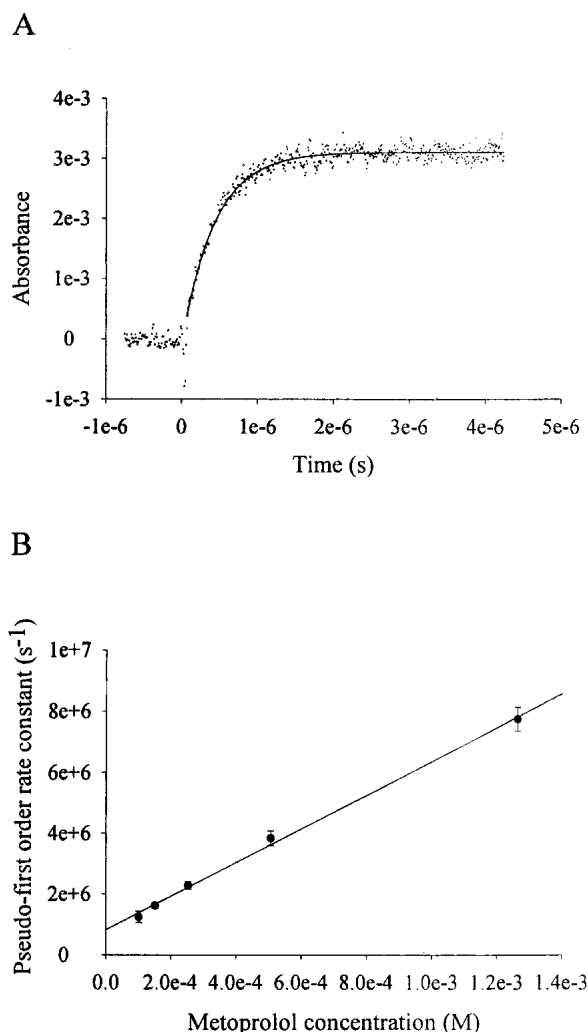 A
4e-3
3e-3
2e-3
1e-3
0
-1e-3
Absorbance
-1e-6 0 1e-6 2e-6 3e-6 4e-6 5e-6
Time (s)
B
1e+7
8e+6
6e+6
4e+6
2e+6
0
Pseudo-first order rate constant (s-1)
0.0 2.0e-4 4.0e-4 6.0e-4 8.0e-4 1.0e-3 1.2e-3 1.4e-3
Metoprolol concentration (M)